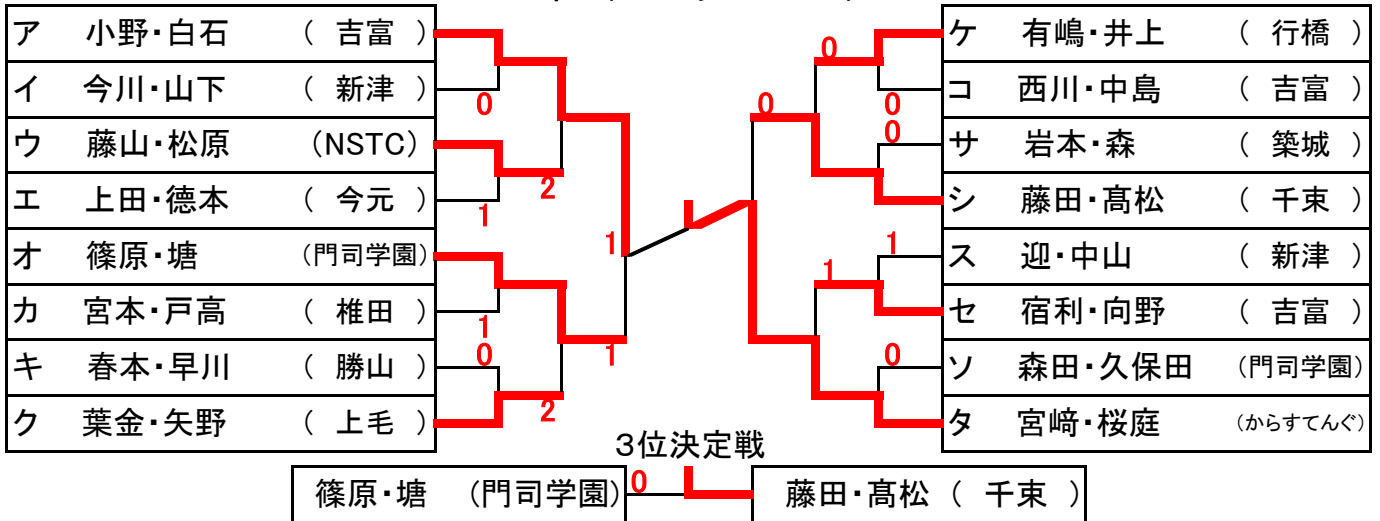 ア 小野・白石 ( 吉富 )
イ 今川・山下 ( 新津 )
0
ウ 藤山・松原 (NSTC)
2
エ 上田・德本 ( 今元 )
1
オ 篠原・塘 (門司学園)
1
カ 宮本・戸高 ( 椎田 )
1
キ 春本・早川 ( 勝山 )
0
1
ク 葉金・矢野 ( 上毛 )
2
ケ 有嶋・井上 ( 行橋 )
0
コ 西川・中島 ( 吉富 )
0
0
サ 岩本・森 ( 築城 )
0
シ 藤田・髙松 ( 千束 )
ス 迎・中山 ( 新津 )
1
セ 宿利・向野 ( 吉富 )
1
ソ 森田・久保田 (門司学園)
0
タ 宮﨑・桜庭 (からすてんぐ)
3位決定戦
篠原・塘 (門司学園) 0 藤田・髙松 ( 千束 )